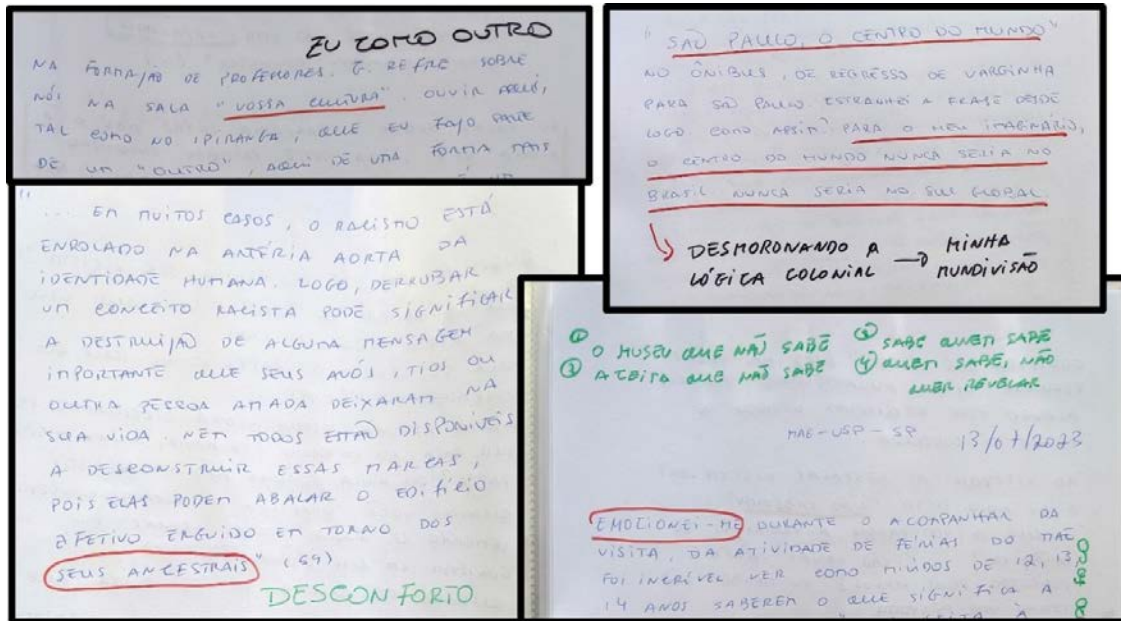 EU COMO OUTRO
NA FORMAÇÃO DE PROFESSORES. G. REFRE SOBRE
NÓS NA SALA "VOSSA CULTURA". OUVIR AQUI,
TAL COMO NO IPIRANGA, QUE EU FAÇO PARTE
DE UM "OUTRO", AQUI DE UMA FORMA MAIS
"SÃO PAULO, O CENTRO DO MUNDO"
NO ÔNIBUS, DE REGRESSO DE VARGINHA
PARA SÃO PAULO ESTRANHEI A FRASE DESDE
LOGO COMO ASSIM? PARA O MEU IMAGINÁRIO,
O CENTRO DO MUNDO NUNCA SERIA NO
BRASIL NUNCA SERIA NO SUL GLOBAL.
DESMORONANDO A
LÓGICA COLONIAL → MINHA
MUNDIVISÃO
"... EM MUITOS CASOS, O RACISMO ESTÁ
ENROLADO NA ARTÉRIA AORTA DA
IDENTIDADE HUMANA. LOGO, DERRUBAR
UM CONCEITO RACISTA PODE SIGNIFICAR
A DESTRUIÇÃO DE ALGUMA MENSAGEM
IMPORTANTE QUE SEUS AVÓS, TIOS OU
OUTRA PESSOA AMADA DEIXARAM NA
SUA VIDA. NEM TODOS ESTÃO DISPONÍVEIS
A DESCONSTRUIR ESSAS MARCAS,
POIS ELAS PODEM ABALAR O EDIFÍCIO
AFETIVO ERGUIDO EM TORNO DOS
SEUS ANCESTRAIS" (59)
DESCONFORTO
① O MUSEU QUE NÃO SABE ③ SABE QUEM SABE
② ACEITA QUE NÃO SABE ④ QUEM SABE, NÃO
QUER REVELAR
MAE-USP-SP 13/07/2023
EMOCIONEI-ME DURANTE O ACOMPANHAR DA
VISITA, DA ATIVIDADE DE FÉRIAS DO MAE
FOI INCRÍVEL VER COMO MIÚDOS DE 12, 13,
14 ANOS SABEREM O QUE SIGNIFICA A